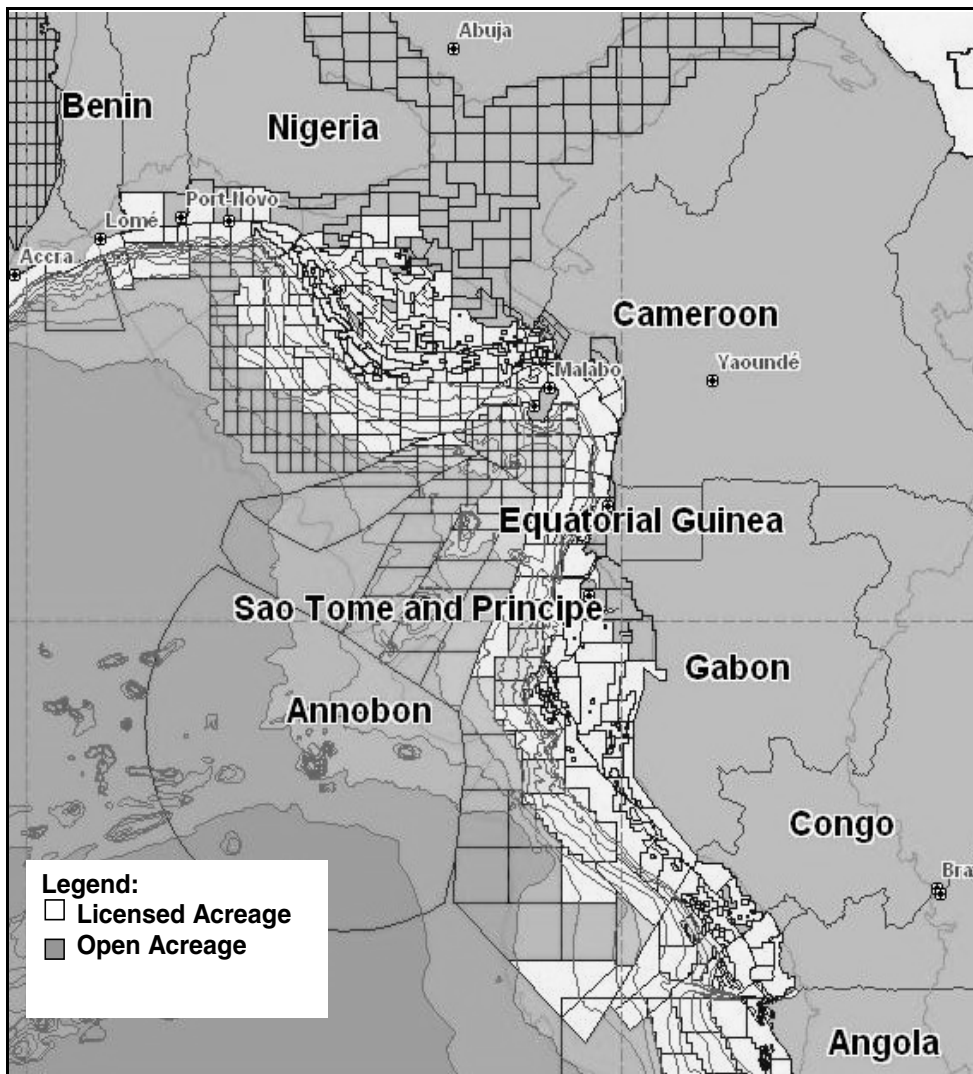 Abuja
Benin
Nigeria
Port-Novo
Lomé
Accra
Cameroon
Malabo
Yaoundé
Equatorial Guinea
Sao Tome and Principe
Gabon
Annobon
Congo
Bra
Legend:
Licensed Acreage
Open Acreage
Angola